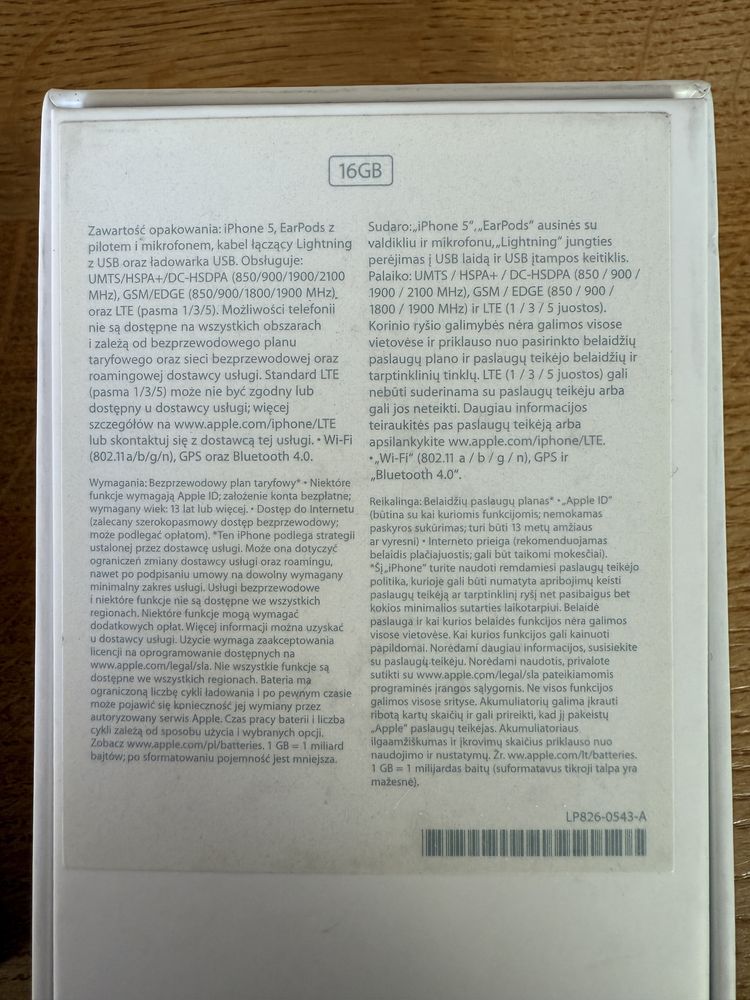 16GB
Zawartość opakowania: iPhone 5, EarPods z
pilotem i mikrofonem, kabel łączący Lightning
z USB oraz ładowarka USB. Obsługuje:
UMTS/HSPA+/DC-HSDPA (850/900/1900/2100
MHz), GSM/EDGE (850/900/1800/1900 MHz),
oraz LTE (pasma 1/3/5). Możliwości telefonii
nie są dostępne na wszystkich obszarach
i zależą od bezprzewodowego planu
taryfowego oraz sieci bezprzewodowej oraz
roamingowej dostawcy usługi. Standard LTE
(pasma 1/3/5) może nie być zgodny lub
dostępny u dostawcy usługi; więcej
szczegółów na www.apple.com/iphone/LTE
lub skontaktuj się z dostawcą tej usługi. • Wi-Fi
(802.11a/b/g/n), GPS oraz Bluetooth 4.0.
Wymagania: Bezprzewodowy plan taryfowy* • Niektóre
funkcje wymagają Apple ID; założenie konta bezpłatne;
wymagany wiek: 13 lat lub więcej. • Dostęp do Internetu
(zalecany szerokopasmowy dostęp bezprzewodowy;
może podlegać opłatom). *Ten iPhone podlega strategii
ustalonej przez dostawcę usługi. Może ona dotyczyć
ograniczeń zmiany dostawcy usługi oraz roamingu,
nawet po podpisaniu umowy na dowolny wymagany
minimalny zakres usługi. Usługi bezprzewodowe
i niektóre funkcje nie są dostępne we wszystkich
regionach. Niektóre funkcje mogą wymagać
dodatkowych opłat. Więcej informacji można uzyskać
u dostawcy usługi. Użycie wymaga zaakceptowania
licencji na oprogramowanie dostępnych na
www.apple.com/legal/sla. Nie wszystkie funkcje są
dostępne we wszystkich regionach. Bateria ma
ograniczoną liczbę cykli ładowania i po pewnym czasie
może pojawić się konieczność jej wymiany przez
autoryzowany serwis Apple. Czas pracy baterii i liczba
cykli zależą od sposobu użycia i wybranych opcji.
Zobacz www.apple.com/pl/batteries. 1 GB = 1 miliard
bajtów; po sformatowaniu pojemność jest mniejsza.
Sudaro: „iPhone 5“, „EarPods“ ausinės su
valdikliu ir mikrofonu, „Lightning“ jungties
perėjimas į USB laidą ir USB įtampos keitiklis.
Palaiko: UMTS / HSPA+ / DC-HSDPA (850 / 900 /
1900 / 2100 MHz), GSM / EDGE (850 / 900 /
1800 / 1900 MHz) ir LTE (1 / 3 / 5 juostos).
Korinio ryšio galimybės nėra galimos visose
vietovėse ir priklauso nuo pasirinkto belaidžių
paslaugų plano ir paslaugų teikėjo belaidžių ir
tarptinklinių tinklų. LTE (1 / 3 / 5 juostos) gali
nebūti suderinama su paslaugų teikėju arba
gali jos neteikti. Daugiau informacijos
teiraukitės pas paslaugų teikėją arba
apsilankykite ww.apple.com/iphone/LTE.
• „Wi-Fi“ (802.11 a / b / g / n), GPS ir
„Bluetooth 4.0“.
Reikalinga: Belaidžių paslaugų planas* • „Apple ID“
(būtina su kai kuriomis funkcijomis; nemokamas
paskyros sukūrimas; turi būti 13 metų amžiaus
ar vyresni) • Interneto prieiga (rekomenduojamas
belaidis plačiajuostis; gali būt taikomi mokesčiai).
*Šį „iPhone“ turite naudoti remdamiesi paslaugų teikėjo
politika, kurioje gali būti numatyta apribojimų keisti
paslaugų teikėją ar tarptinklinį ryšį net pasibaigus bet
kokios minimalios sutarties laikotarpiui. Belaidė
paslauga ir kai kurios belaidės funkcijos nėra galimos
visose vietovėse. Kai kurios funkcijos gali kainuoti
papildomai. Norėdami daugiau informacijos, susisiekite
su paslaugų teikėju. Norėdami naudotis, privalote
sutikti su www.apple.com/legal/sla pateikiamomis
programinės įrangos sąlygomis. Ne visos funkcijos
galimos visose srityse. Akumuliatorių galima įkrauti
ribotą kartų skaičių ir gali prireikti, kad jį pakeistų
„Apple“ paslaugų teikėjas. Akumuliatoriaus
ilgaamžiškumas ir įkrovimų skaičius priklauso nuo
naudojimo ir nustatymų. Žr. ww.apple.com/lt/batteries.
1 GB = 1 milijardas baitų (suformatavus tikroji talpa yra
mažesnė).
LP826-0543-A